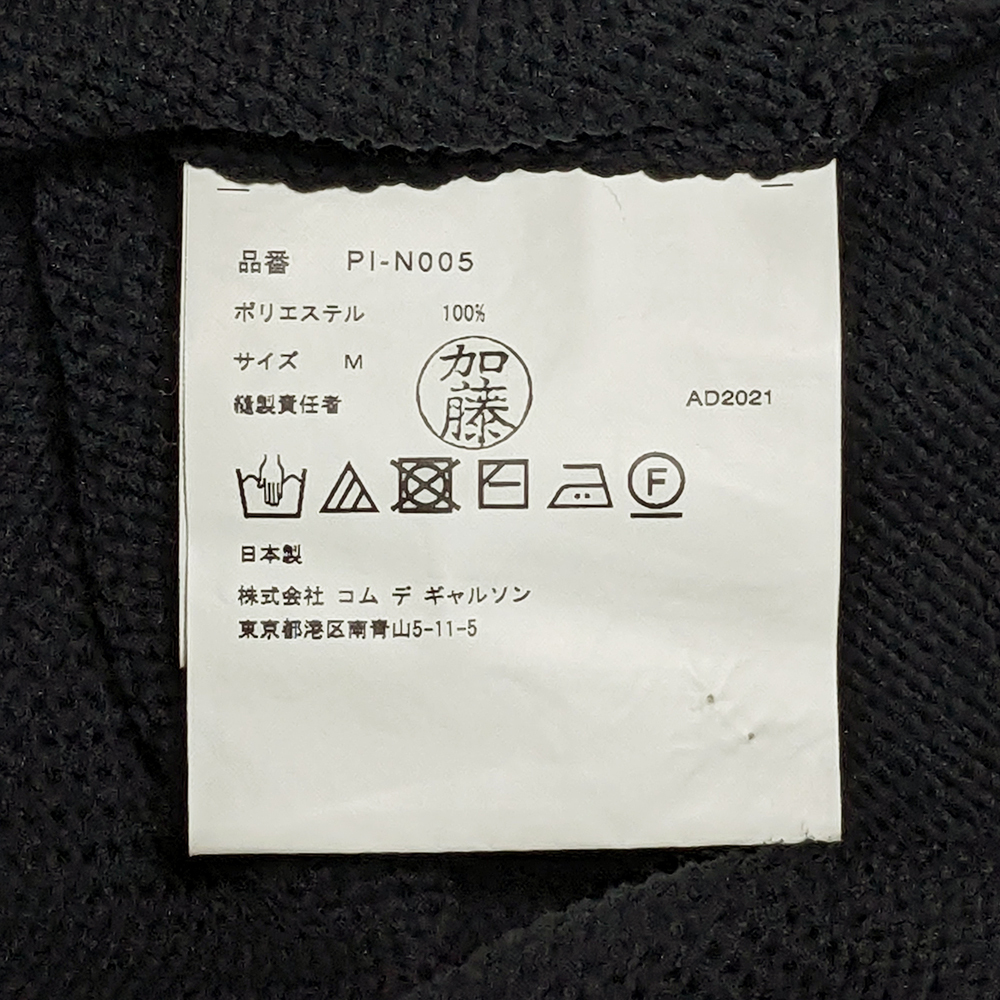 品番 PI-N005
ポリエステル 100%
サイズ M
加藤
縫製責任者 AD2021
F
日本製
株式会社 コム デ ギャルソン
東京都港区南青山5-11-5